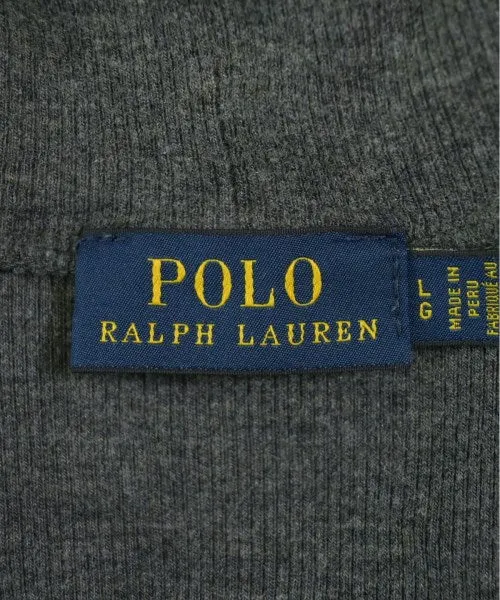 POLO
RALPH LAUREN
L
G
MADE IN
PERU
FABRIQUÉ AU